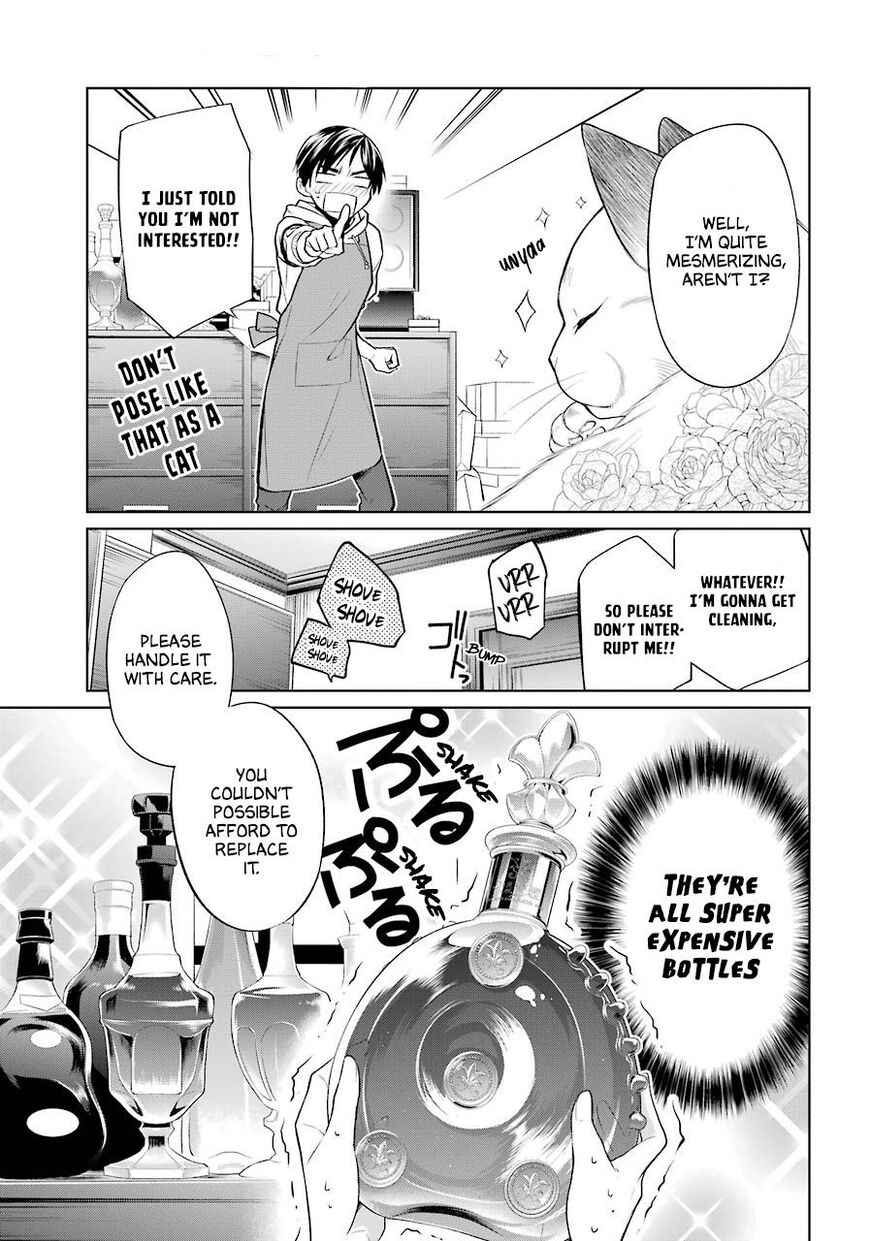 WELL,
I'M QUITE
MESMERIZING,
AREN'T I?
unyaa
I JUST TOLD
YOU I'M NOT
INTERESTED!!
DON'T
POSE LIKE
THAT AS A
CAT
WHATEVER!!
I'M GONNA GET
CLEANING,
SO PLEASE
DON'T INTER-
RUPT ME!!
URR
URR
BUMP
ゴトっ
SHOVE
SHOVE
SHOVE
SHOVE
PLEASE
HANDLE IT
WITH CARE.
YOU
COULDN'T
POSSIBLE
AFFORD TO
REPLACE
IT.
ぷる
SHAKE
ぷる
SHAKE
THEY'RE
ALL SUPER
EXPENSIVE
BOTTLES